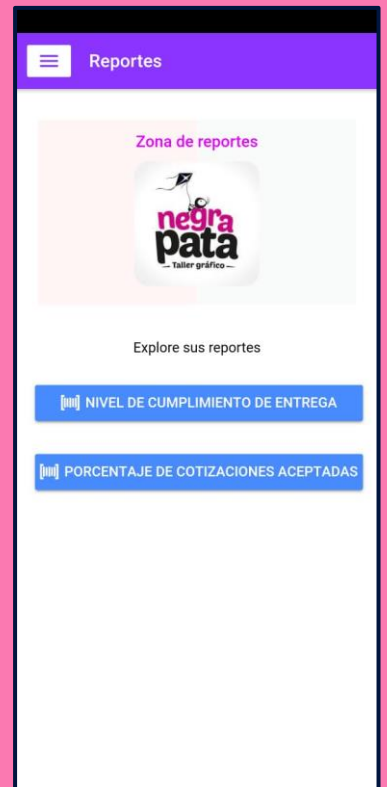 Reportes
Zona de reportes
negra
pata
Taller gráfico
Explore sus reportes
NIVEL DE CUMPLIMIENTO DE ENTREGA
PORCENTAJE DE COTIZACIONES ACEPTADAS